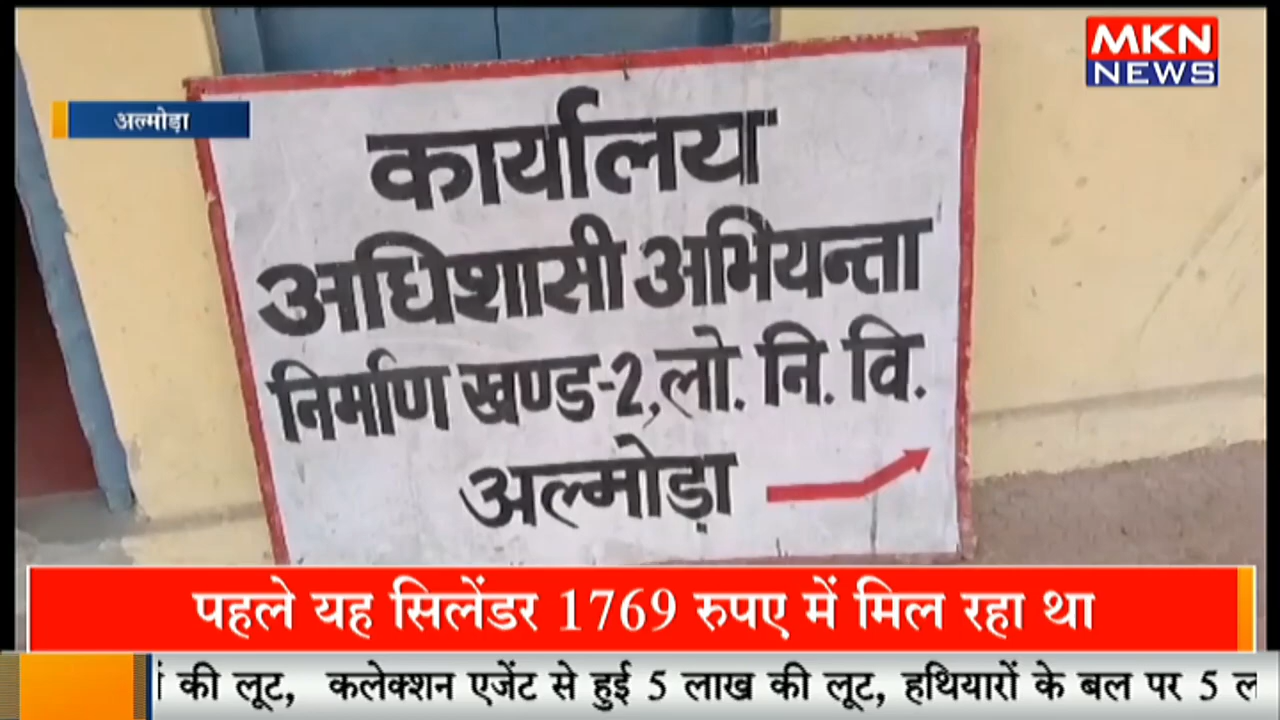 MKN
NEWS
अल्मोड़ा
कार्यालय
अधिशासी अभियन्ता
निर्माण खण्ड-2, लो. नि. वि.
अल्मोड़ा
पहले यह सिलेंडर 1769 रुपए में मिल रहा था
की लूट, कलेक्शन एजेंट से हुई 5 लाख की लूट, हथियारों के बल पर 5